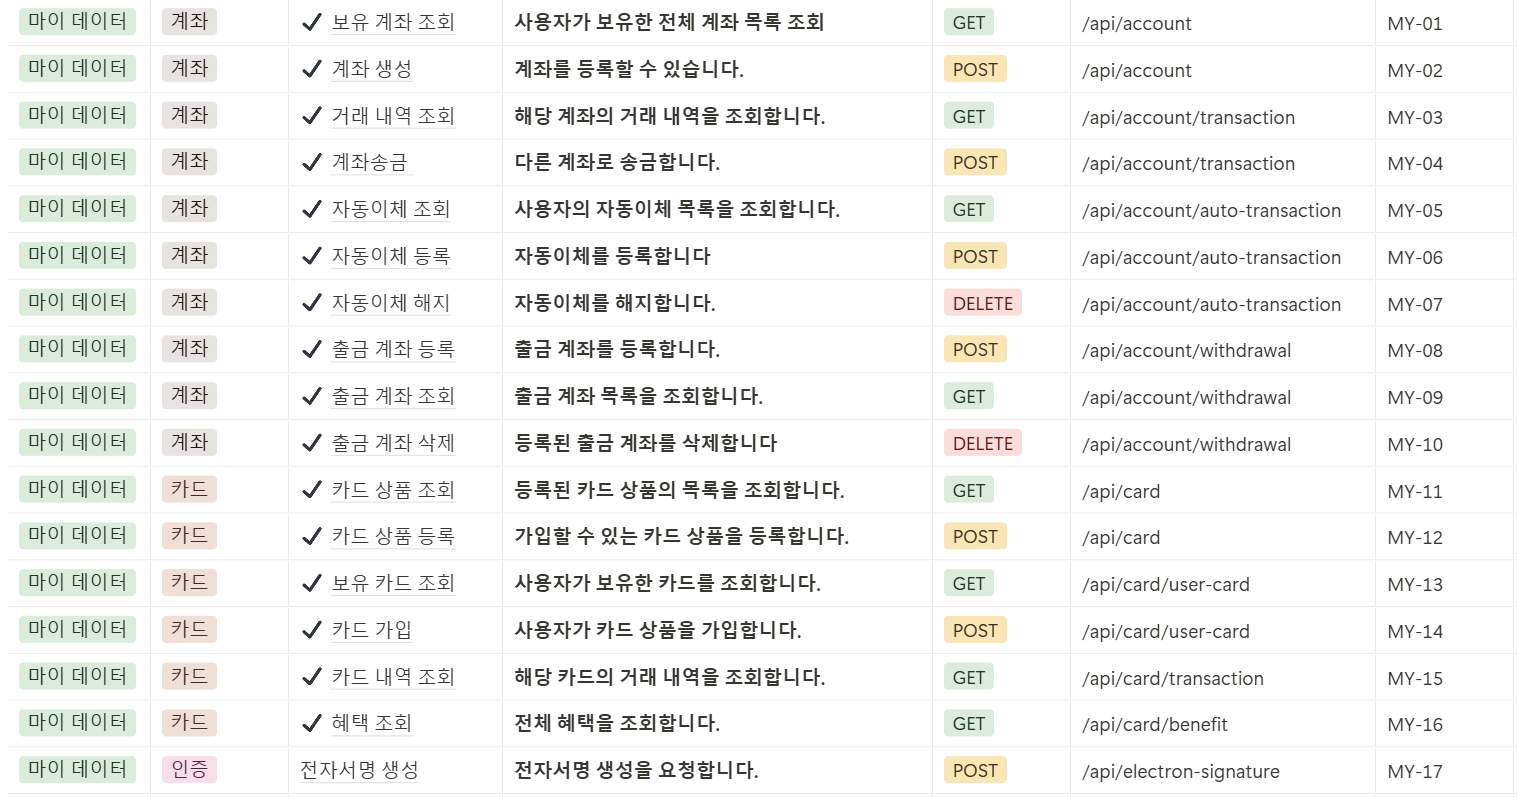 마이 데이터 계좌 ✔ 보유 계좌 조회 사용자가 보유한 전체 계좌 목록 조회 GET /api/account MY-01
마이 데이터 계좌 ✔ 계좌 생성 계좌를 등록할 수 있습니다. POST /api/account MY-02
마이 데이터 계좌 ✔ 거래 내역 조회 해당 계좌의 거래 내역을 조회합니다. GET /api/account/transaction MY-03
마이 데이터 계좌 ✔ 계좌송금 다른 계좌로 송금합니다. POST /api/account/transaction MY-04
마이 데이터 계좌 ✔ 자동이체 조회 사용자의 자동이체 목록을 조회합니다. GET /api/account/auto-transaction MY-05
마이 데이터 계좌 ✔ 자동이체 등록 자동이체를 등록합니다 POST /api/account/auto-transaction MY-06
마이 데이터 계좌 ✔ 자동이체 해지 자동이체를 해지합니다. DELETE /api/account/auto-transaction MY-07
마이 데이터 계좌 ✔ 출금 계좌 등록 출금 계좌를 등록합니다. POST /api/account/withdrawal MY-08
마이 데이터 계좌 ✔ 출금 계좌 조회 출금 계좌 목록을 조회합니다. GET /api/account/withdrawal MY-09
마이 데이터 계좌 ✔ 출금 계좌 삭제 등록된 출금 계좌를 삭제합니다 DELETE /api/account/withdrawal MY-10
마이 데이터 카드 ✔ 카드 상품 조회 등록된 카드 상품의 목록을 조회합니다. GET /api/card MY-11
마이 데이터 카드 ✔ 카드 상품 등록 가입할 수 있는 카드 상품을 등록합니다. POST /api/card MY-12
마이 데이터 카드 ✔ 보유 카드 조회 사용자가 보유한 카드를 조회합니다. GET /api/card/user-card MY-13
마이 데이터 카드 ✔ 카드 가입 사용자가 카드 상품을 가입합니다. POST /api/card/user-card MY-14
마이 데이터 카드 ✔ 카드 내역 조회 해당 카드의 거래 내역을 조회합니다. GET /api/card/transaction MY-15
마이 데이터 카드 ✔ 혜택 조회 전체 혜택을 조회합니다. GET /api/card/benefit MY-16
마이 데이터 인증 전자서명 생성 전자서명 생성을 요청합니다. POST /api/electron-signature MY-17